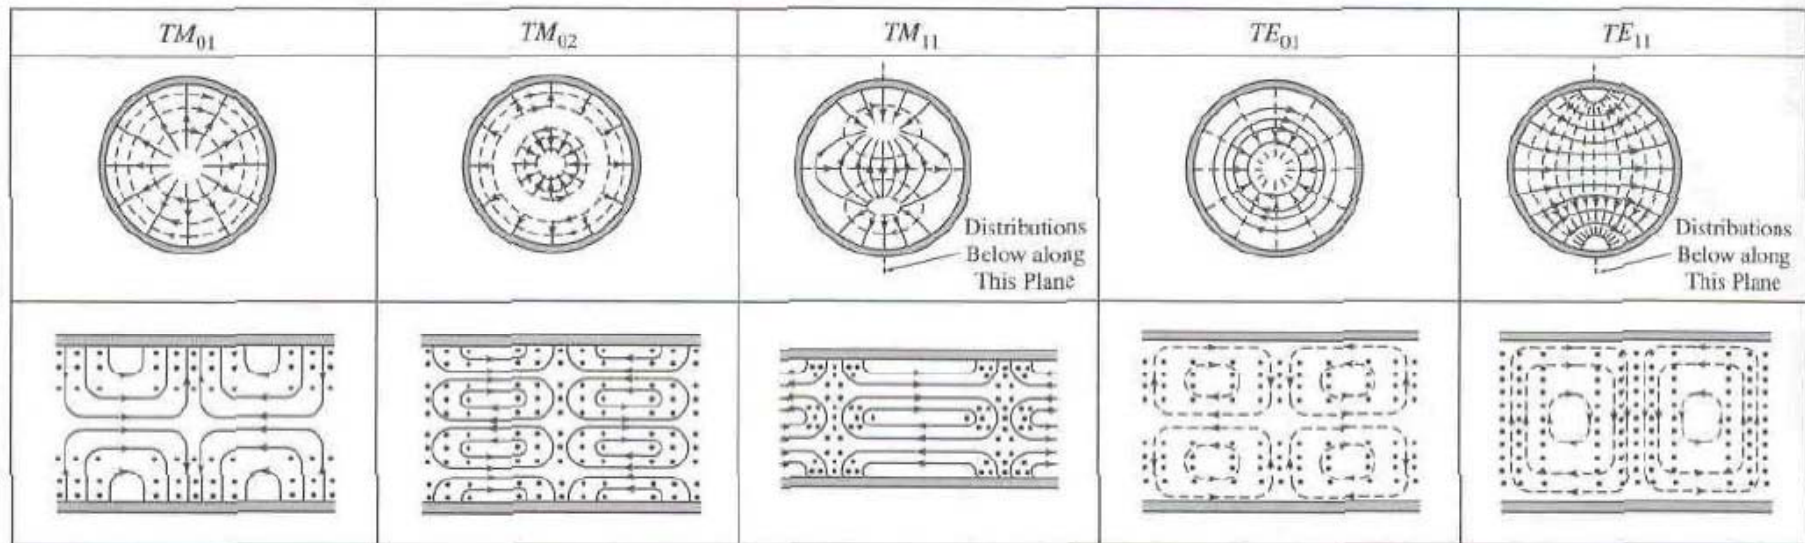 TM01
TM02
TM11
TE01
TE11
Distributions
Below along
This Plane
Distributions
Below along
This Plane